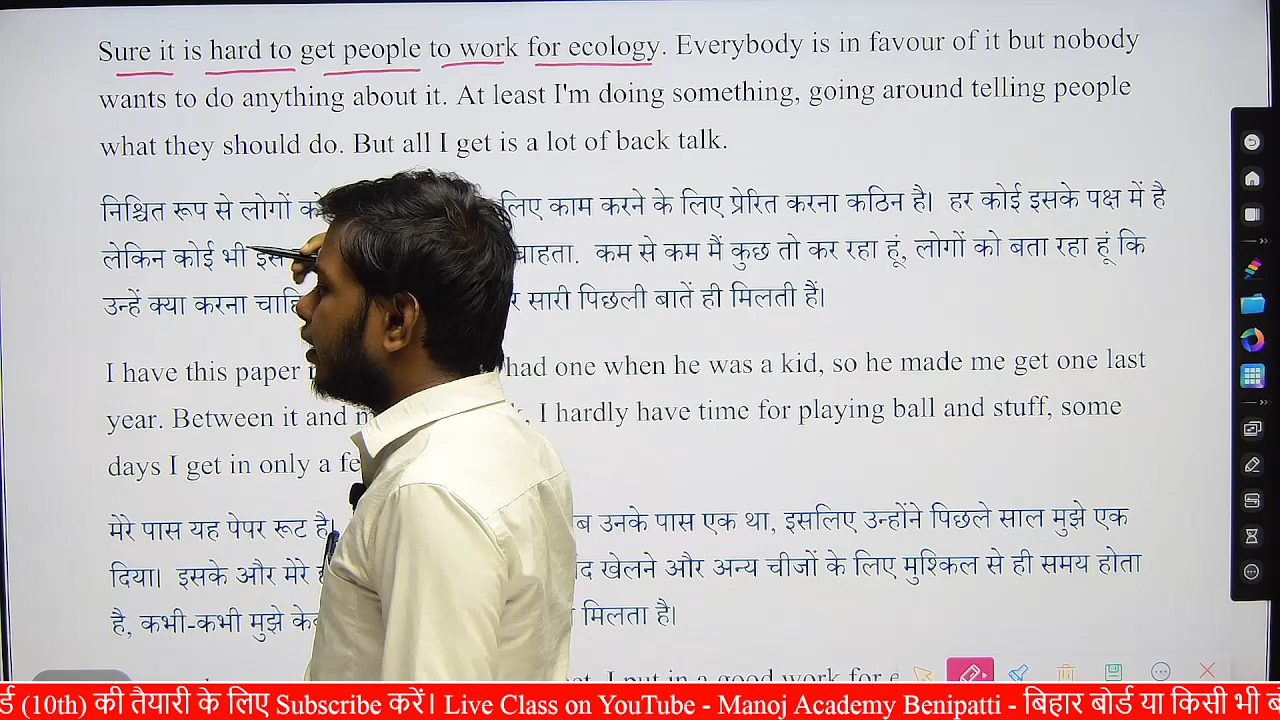 Sure it is hard to get people to work for ecology. Everybody is in favour of it but nobody
wants to do anything about it. At least I'm doing something, going around telling people
what they should do. But all I get is a lot of back talk.
निश्चित रूप से लोगों लिए काम करने के लिए प्रेरित करना कठिन है। हर कोई इसके पक्ष में है
लेकिन कोई भी चाहता. कम से कम मैं कुछ तो कर रहा हूं, लोगों को बता रहा हूं कि
उन्हें क्या करना सारी पिछली बातें ही मिलती हैं।
I have this paper had one when he was a kid, so he made me get one last
year. Between it and I hardly have time for playing ball and stuff, some
days I get in only a
मेरे पास यह पेपर रूट है। उनके पास एक था, इसलिए उन्होंने पिछले साल मुझे एक
दिया। इसके और मेरे खेलने और अन्य चीजों के लिए मुश्किल से ही समय होता
है, कभी-कभी मुझे मिलता है।
I put in a good work for
(10th) की तैयारी के लिए Subscribe करें। Live Class on YouTube - Manoj Academy Benipatti - बिहार बोर्ड या किसी भी